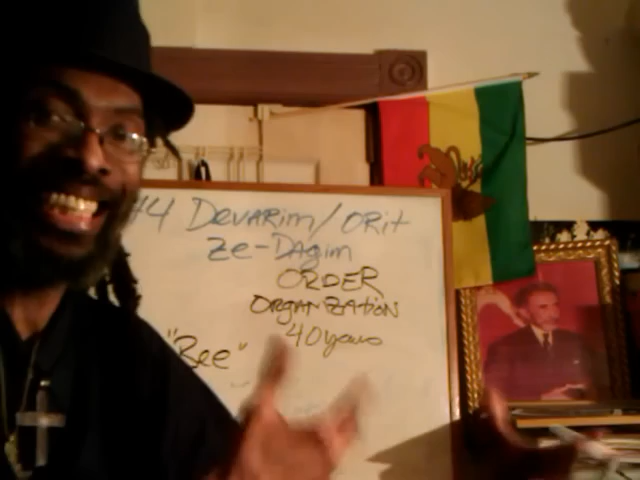 #4 Devarim/Orit
ze-Dagim
ORDER
ORGANIZATION
40 years
"Bee"